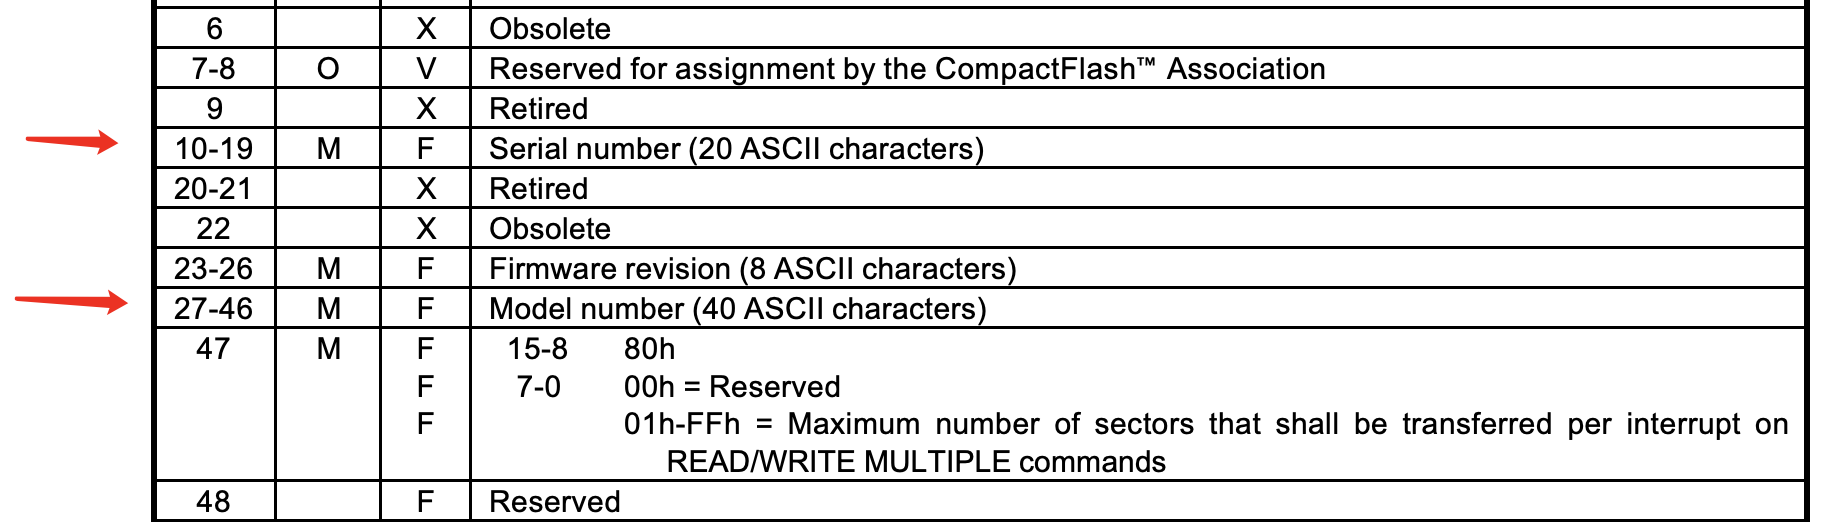 6 X Obsolete
7-8 O V Reserved for assignment by the CompactFlash™ Association
9 X Retired
10-19 M F Serial number (20 ASCII characters)
20-21 X Retired
22 X Obsolete
23-26 M F Firmware revision (8 ASCII characters)
27-46 M F Model number (40 ASCII characters)
47 M F 15-8 80h
F 7-0 00h = Reserved
F 01h-FFh = Maximum number of sectors that shall be transferred per interrupt on
READ/WRITE MULTIPLE commands
48 F Reserved